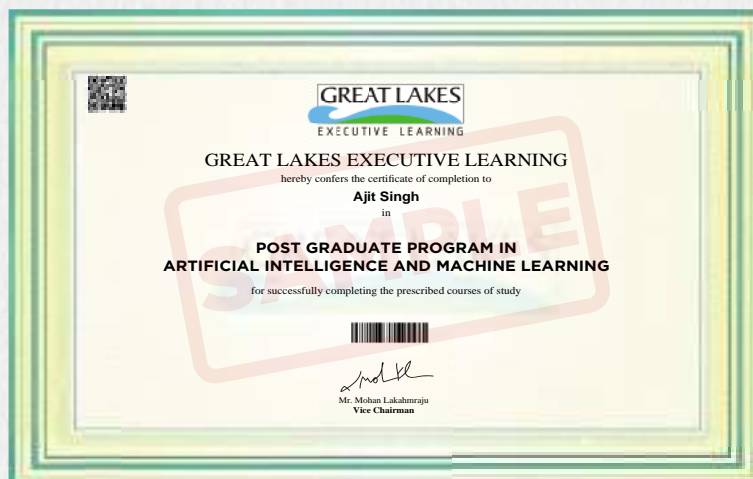 GREAT LAKES
EXECUTIVE LEARNING
GREAT LAKES EXECUTIVE LEARNING
hereby confers the certificate of completion to
Ajit Singh
in
POST GRADUATE PROGRAM IN
ARTIFICIAL INTELLIGENCE AND MACHINE LEARNING
for successfully completing the prescribed courses of study
SAMPLE
Mr. Mohan Lakahmraju
Vice Chairman